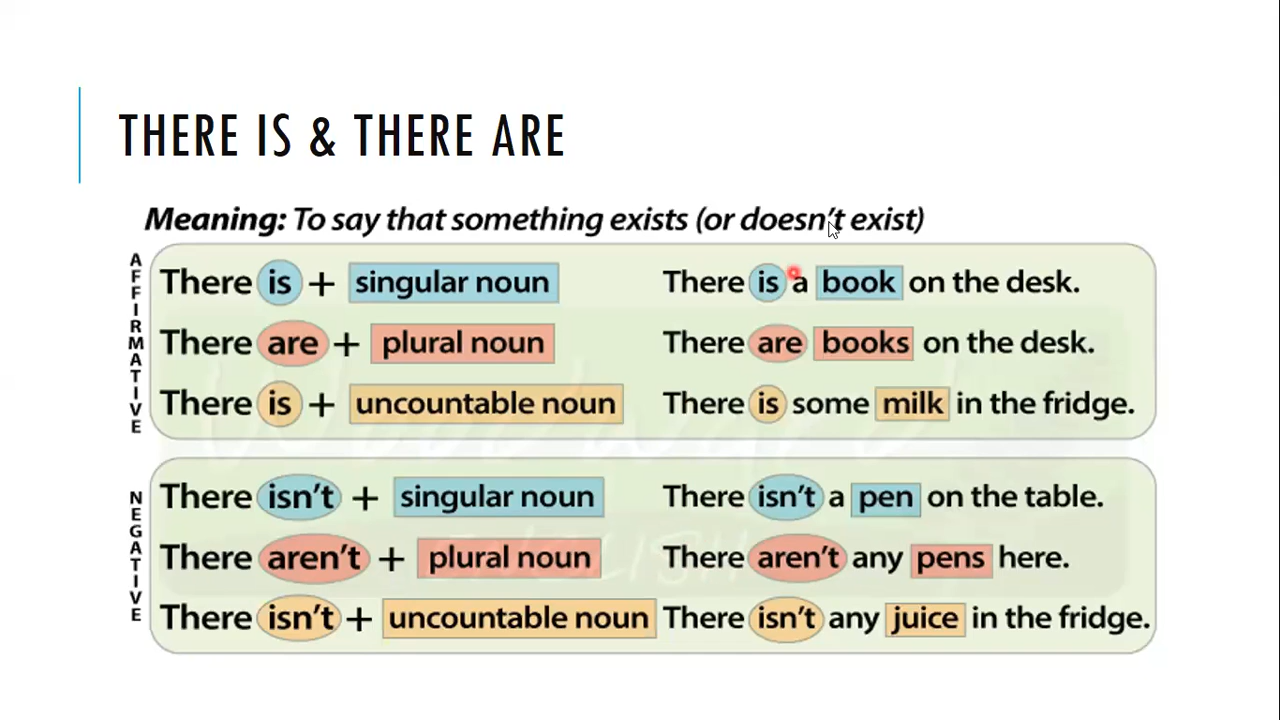 THERE IS & THERE ARE
Meaning: To say that something exists (or doesn't exist)
AFFIRMATIVE
There is + singular noun There is a book on the desk.
There are + plural noun There are books on the desk.
There is + uncountable noun There is some milk in the fridge.
NEGATIVE
There isn't + singular noun There isn't a pen on the table.
There aren't + plural noun There aren't any pens here.
There isn't + uncountable noun There isn't any juice in the fridge.
Woodward
ENGLISH